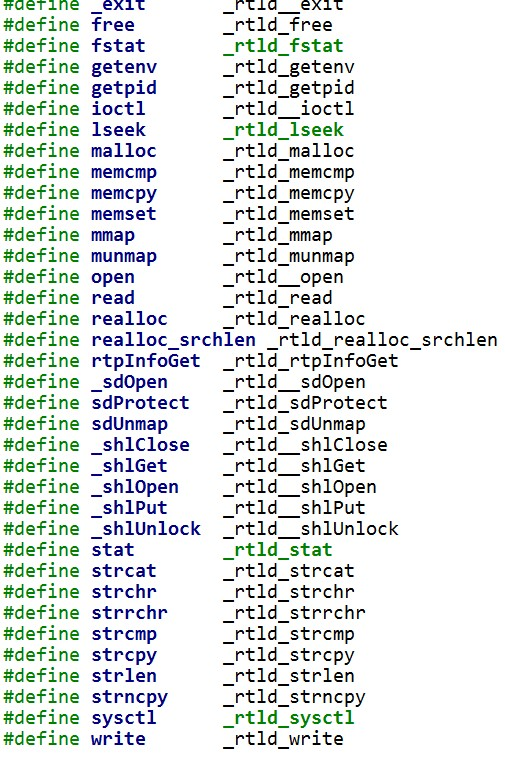 #define _exit _rtld__exit
#define free _rtld_free
#define fstat _rtld_fstat
#define getenv _rtld_getenv
#define getpid _rtld_getpid
#define ioctl _rtld__ioctl
#define lseek _rtld_lseek
#define malloc _rtld_malloc
#define memcmp _rtld_memcmp
#define memcpy _rtld_memcpy
#define memset _rtld_memset
#define mmap _rtld_mmap
#define munmap _rtld_munmap
#define open _rtld__open
#define read _rtld_read
#define realloc _rtld_realloc
#define realloc_srchlen _rtld_realloc_srchlen
#define rtpInfoGet _rtld_rtpInfoGet
#define _sdOpen _rtld__sdOpen
#define sdProtect _rtld_sdProtect
#define sdUnmap _rtld_sdUnmap
#define _shlClose _rtld__shlClose
#define _shlGet _rtld__shlGet
#define _shlOpen _rtld__shlOpen
#define _shlPut _rtld__shlPut
#define _shlUnlock _rtld__shlUnlock
#define stat _rtld_stat
#define strcat _rtld_strcat
#define strchr _rtld_strchr
#define strrchr _rtld_strrchr
#define strcmp _rtld_strcmp
#define strcpy _rtld_strcpy
#define strlen _rtld_strlen
#define strncpy _rtld_strncpy
#define sysctl _rtld_sysctl
#define write _rtld_write